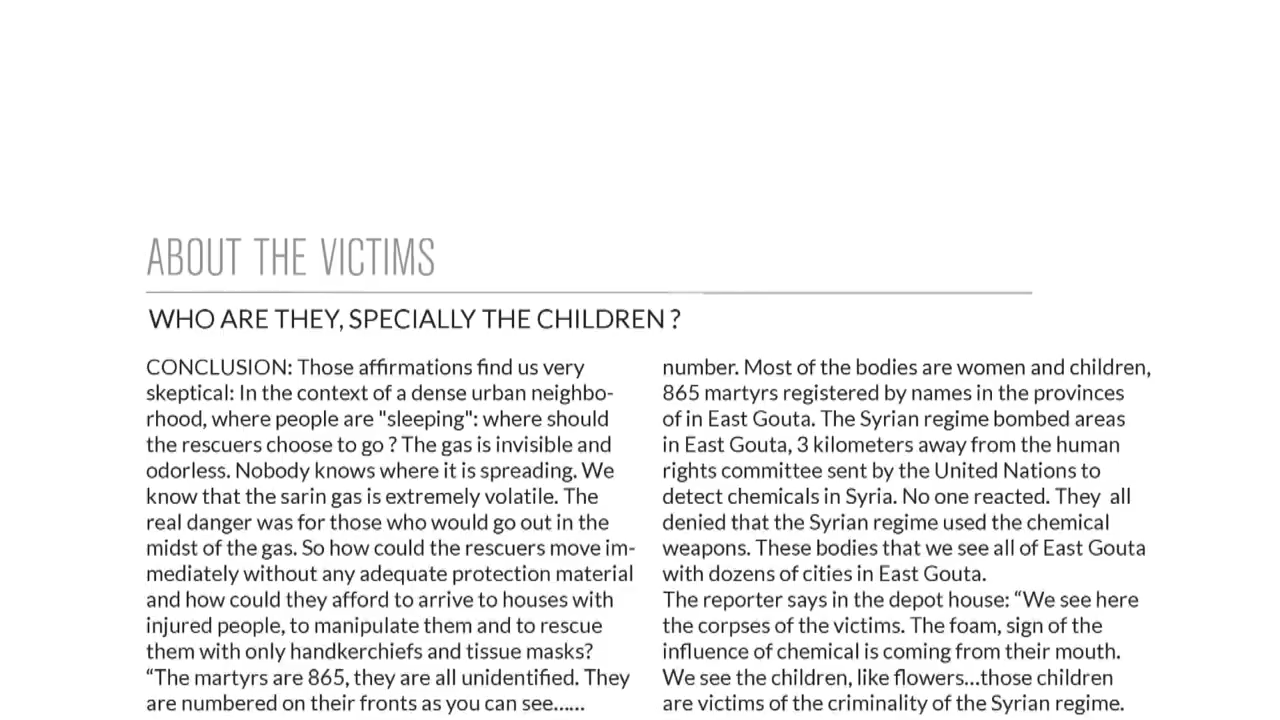 ABOUT THE VICTIMS
WHO ARE THEY, SPECIALLY THE CHILDREN ?
CONCLUSION: Those affirmations find us very
skeptical: In the context of a dense urban neighbo-
rhood, where people are "sleeping": where should
the rescuers choose to go ? The gas is invisible and
odorless. Nobody knows where it is spreading. We
know that the sarin gas is extremely volatile. The
real danger was for those who would go out in the
midst of the gas. So how could the rescuers move im-
mediately without any adequate protection material
and how could they afford to arrive to houses with
injured people, to manipulate them and to rescue
them with only handkerchiefs and tissue masks?
“The martyrs are 865, they are all unidentified. They
are numbered on their fronts as you can see......
number. Most of the bodies are women and children,
865 martyrs registered by names in the provinces
of in East Gouta. The Syrian regime bombed areas
in East Gouta, 3 kilometers away from the human
rights committee sent by the United Nations to
detect chemicals in Syria. No one reacted. They all
denied that the Syrian regime used the chemical
weapons. These bodies that we see all of East Gouta
with dozens of cities in East Gouta.
The reporter says in the depot house: “We see here
the corpses of the victims. The foam, sign of the
influence of chemical is coming from their mouth.
We see the children, like flowers...those children
are victims of the criminality of the Syrian regime.